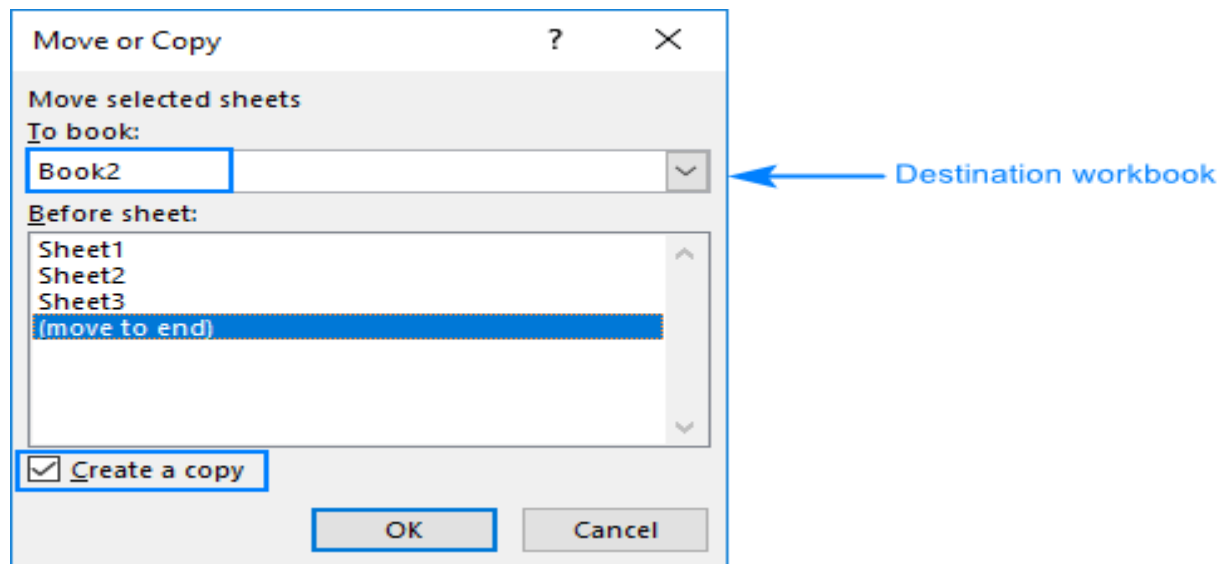 Move or Copy ?
Move selected sheets
To book:
Book2
Destination workbook
Before sheet:
Sheet1
Sheet2
Sheet3
(move to end)
Create a copy
OK Cancel